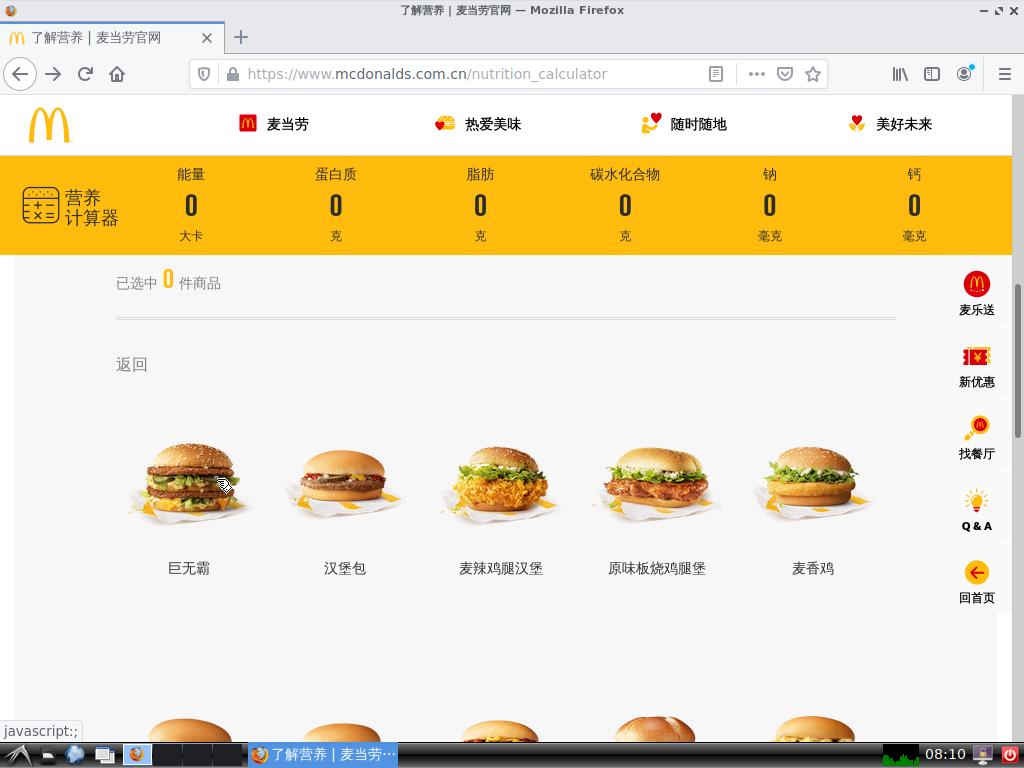 了解营养 | 麦当劳官网 — Mozilla Firefox
了解营养 | 麦当劳官网
https://www.mcdonalds.com.cn/nutrition_calculator
麦当劳
热爱美味
随时随地
美好未来
营养
计算器
能量
0
大卡
蛋白质
0
克
脂肪
0
克
碳水化合物
0
克
钠
0
毫克
钙
0
毫克
已选中 0 件商品
返回
巨无霸
汉堡包
麦辣鸡腿汉堡
原味板烧鸡腿堡
麦香鸡
麦乐送
新优惠
找餐厅
Q & A
回首页
javascript:;
了解营养 | 麦当劳···
08:10